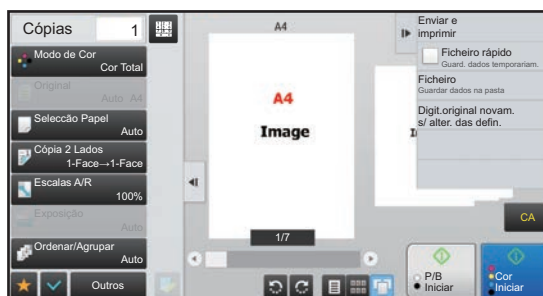 Cópias 1
Modo de Cor
Cor Total
Original
Auto A4
Seleccão Papel
Auto
Cópia 2 Lados
1-Face→1-Face
Escalas A/R
100%
Exposição
Auto
Ordenar/Agrupar
Auto
Outros
A4
A4
Image
1/7
Enviar e
imprimir
Ficheiro rápido
Guard. dados temporariam.
Ficheiro
Guardar dados na pasta
Digit.original novam.
s/ alter. das defin.
CA
P/B
Iniciar
Cor
Iniciar